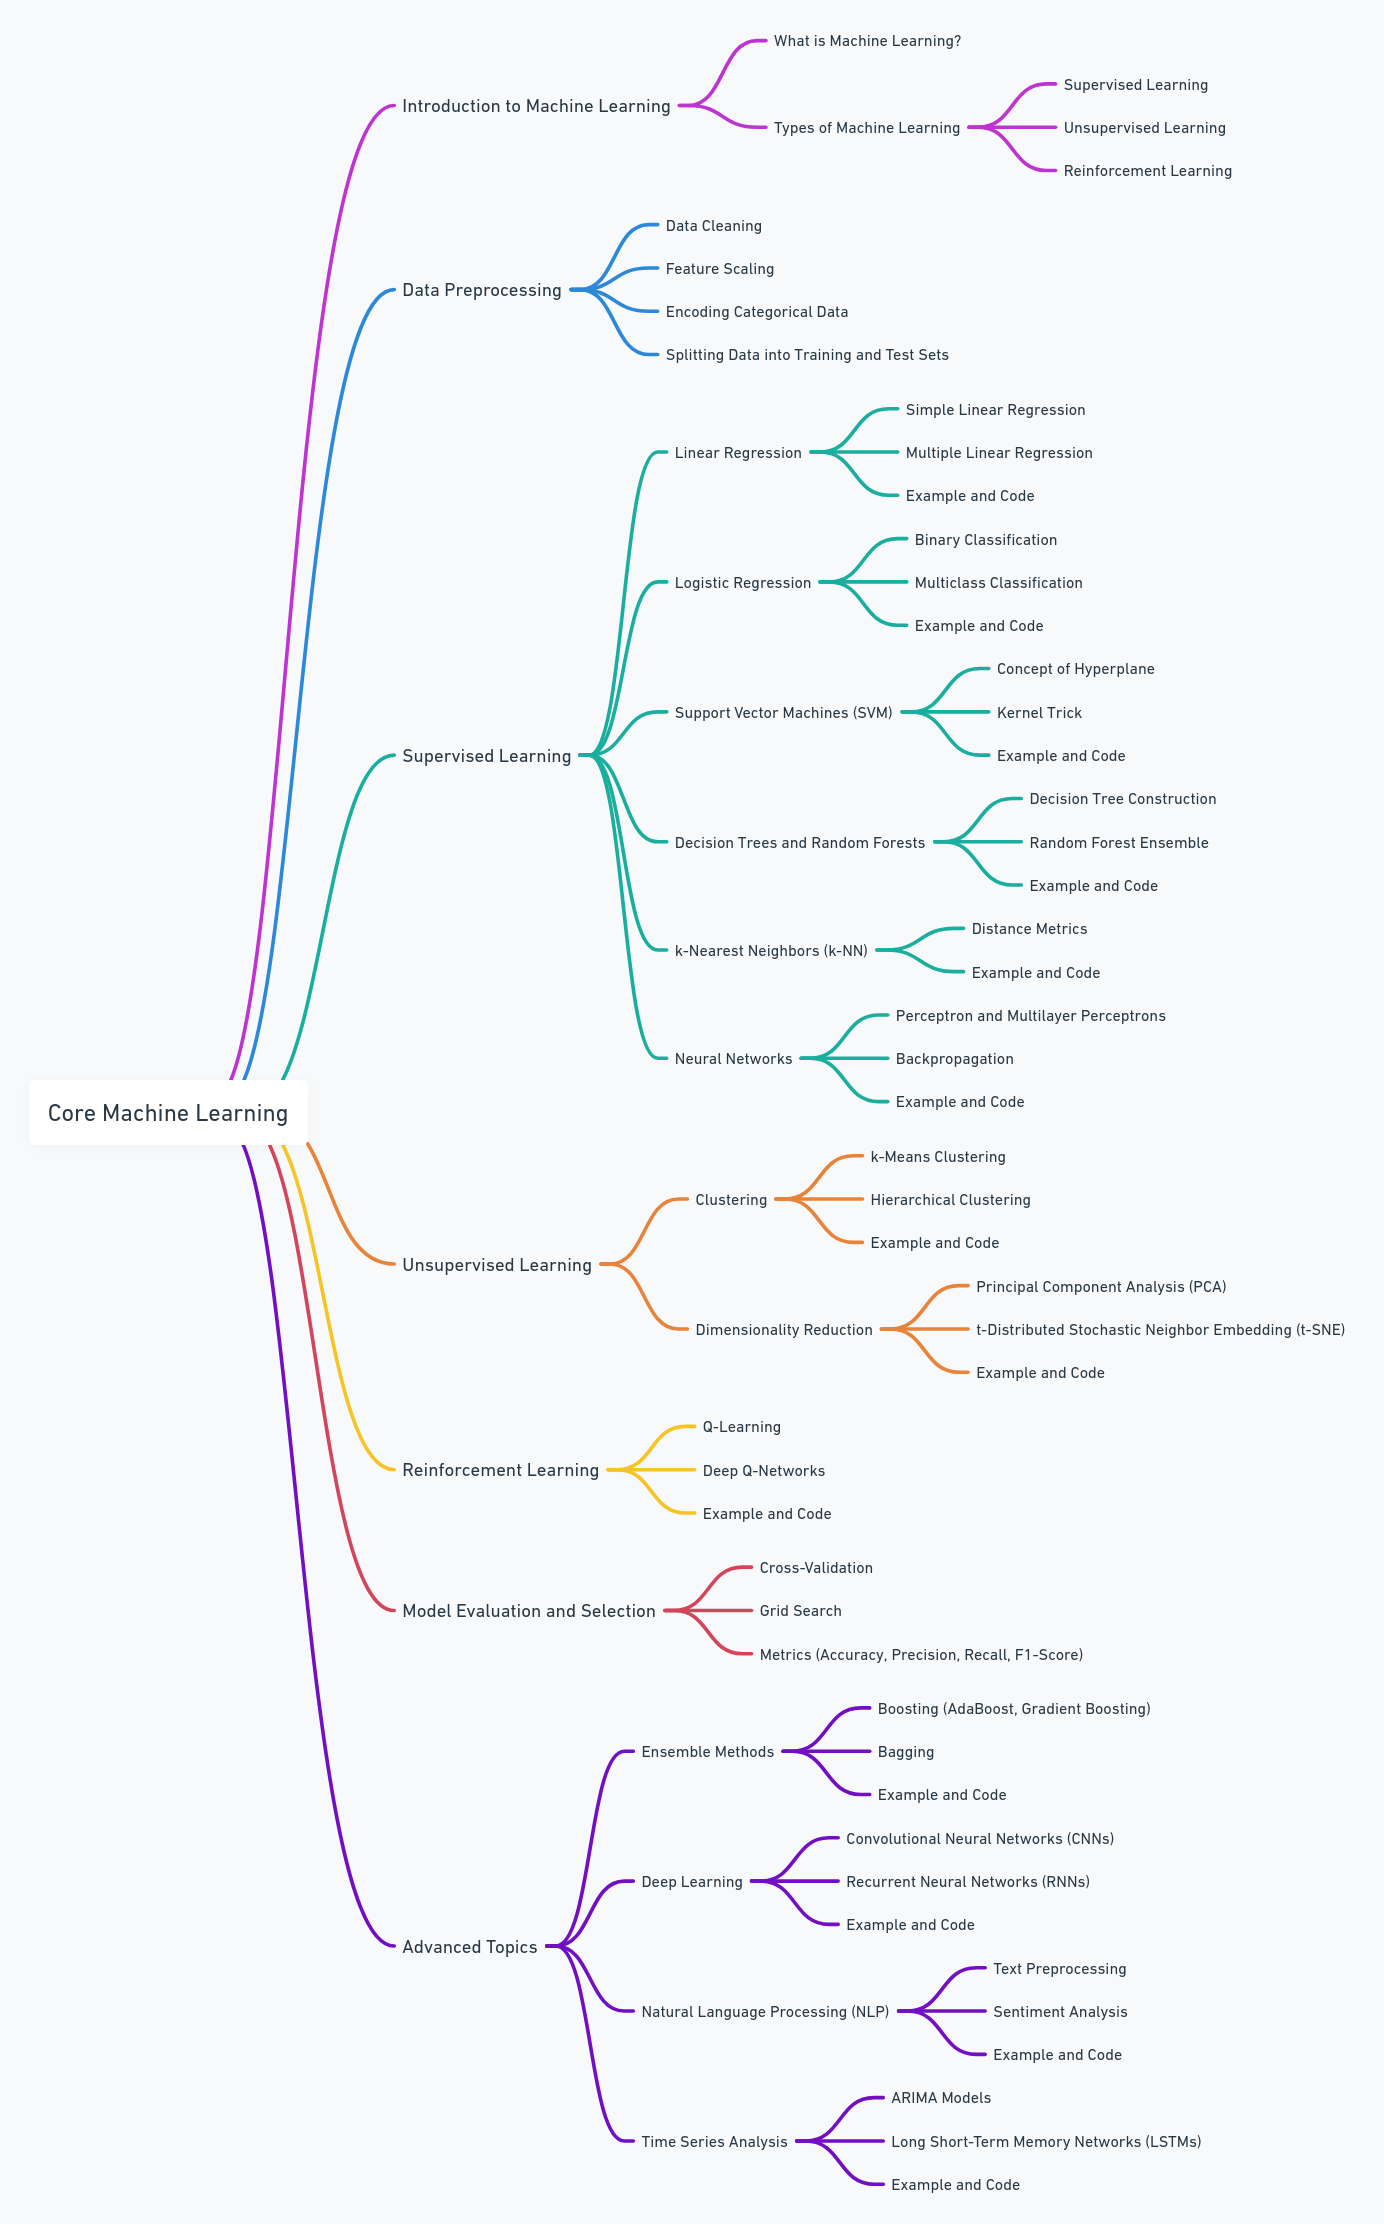 Core Machine Learning
Introduction to Machine Learning
What is Machine Learning?
Types of Machine Learning
Supervised Learning
Unsupervised Learning
Reinforcement Learning
Data Preprocessing
Data Cleaning
Feature Scaling
Encoding Categorical Data
Splitting Data into Training and Test Sets
Supervised Learning
Linear Regression
Simple Linear Regression
Multiple Linear Regression
Example and Code
Logistic Regression
Binary Classification
Multiclass Classification
Example and Code
Support Vector Machines (SVM)
Concept of Hyperplane
Kernel Trick
Example and Code
Decision Trees and Random Forests
Decision Tree Construction
Random Forest Ensemble
Example and Code
k-Nearest Neighbors (k-NN)
Distance Metrics
Example and Code
Neural Networks
Perceptron and Multilayer Perceptrons
Backpropagation
Example and Code
Unsupervised Learning
Clustering
k-Means Clustering
Hierarchical Clustering
Example and Code
Dimensionality Reduction
Principal Component Analysis (PCA)
t-Distributed Stochastic Neighbor Embedding (t-SNE)
Example and Code
Reinforcement Learning
Q-Learning
Deep Q-Networks
Example and Code
Model Evaluation and Selection
Cross-Validation
Grid Search
Metrics (Accuracy, Precision, Recall, F1-Score)
Advanced Topics
Ensemble Methods
Boosting (AdaBoost, Gradient Boosting)
Bagging
Example and Code
Deep Learning
Convolutional Neural Networks (CNNs)
Recurrent Neural Networks (RNNs)
Example and Code
Natural Language Processing (NLP)
Text Preprocessing
Sentiment Analysis
Example and Code
Time Series Analysis
ARIMA Models
Long Short-Term Memory Networks (LSTMs)
Example and Code